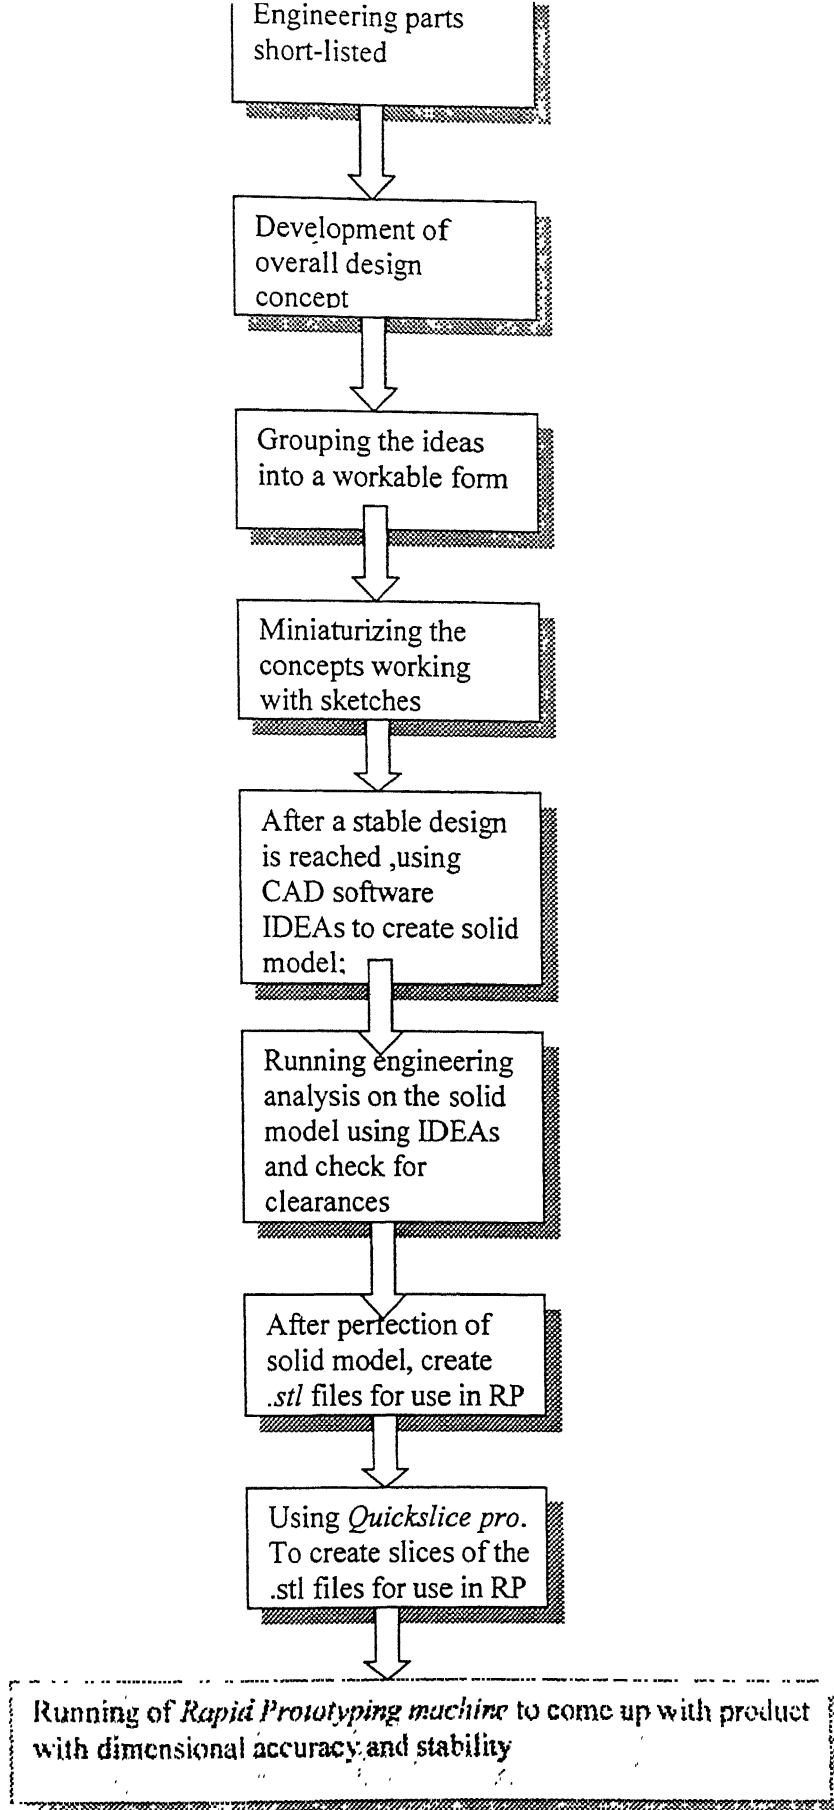 Engineering parts
short-listed
Development of
overall design
concept
Grouping the ideas
into a workable form
Miniaturizing the
concepts working
with sketches
After a stable design
is reached ,using
CAD software
IDEAs to create solid
model;
Running engineering
analysis on the solid
model using IDEAs
and check for
clearances
After perfection of
solid model, create
.stl files for use in RP
Using Quickslice pro.
To create slices of the
.stl files for use in RP
Running of Rapid Prototyping machine to come up with product
with dimensional accuracy and stability